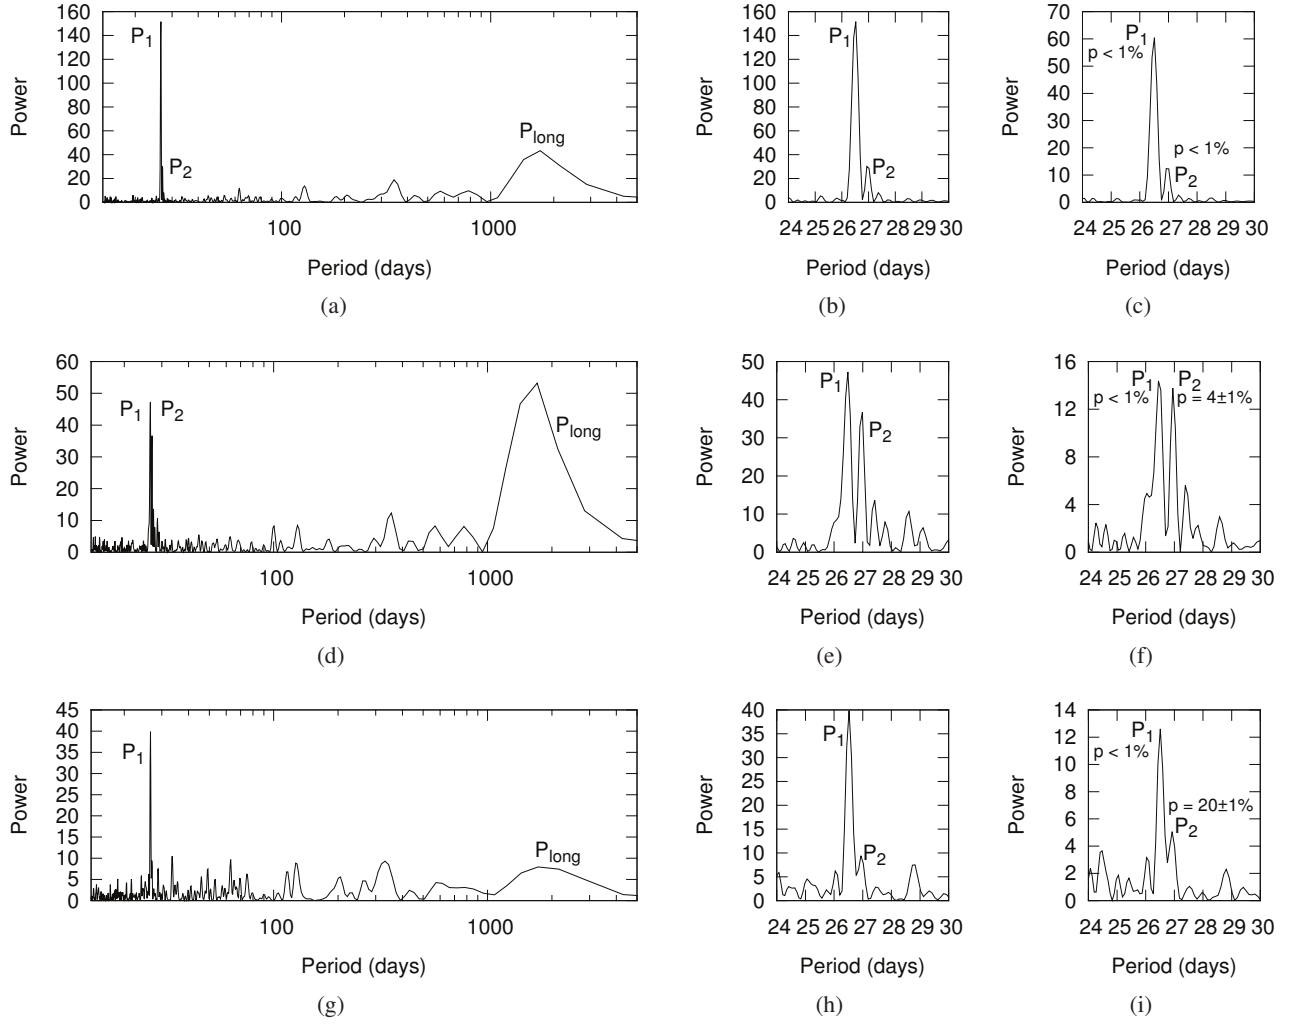 160
140
120
100
80
60
40
20
0
Power
P1
P2
Plong
100 1000
Period (days)
(a)
160
140
120
100
80
60
40
20
0
Power
P1
P2
24 25 26 27 28 29 30
Period (days)
(b)
70
60
50
40
30
20
10
0
Power
P1
p < 1%
p < 1%
P2
24 25 26 27 28 29 30
Period (days)
(c)
60
50
40
30
20
10
0
Power
P1 P2
Plong
100 1000
Period (days)
(d)
50
40
30
20
10
0
Power
P1
P2
24 25 26 27 28 29 30
Period (days)
(e)
16
12
8
4
0
Power
P1 P2
p < 1% p = 4±1%
24 25 26 27 28 29 30
Period (days)
(f)
45
40
35
30
25
20
15
10
5
0
Power
P1
Plong
100 1000
Period (days)
(g)
40
35
30
25
20
15
10
5
0
Power
P1
P2
24 25 26 27 28 29 30
Period (days)
(h)
14
12
10
8
6
4
2
0
Power
P1
p < 1%
p = 20±1%
P2
24 25 26 27 28 29 30
Period (days)
(i)